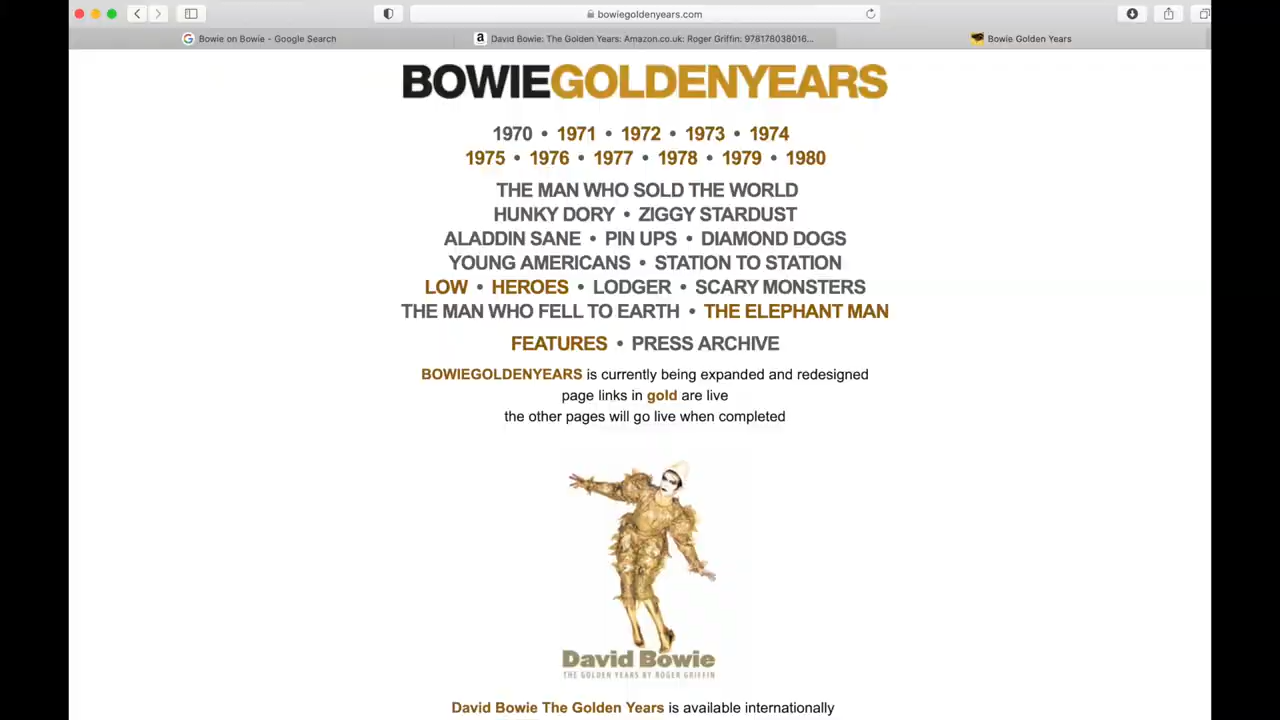 bowiegoldenyears.com
Bowie on Bowie - Google Search
David Bowie: The Golden Years: Amazon.co.uk: Roger Griffin: 978178038016...
Bowie Golden Years
BOWIEGOLDENYEARS
1970 • 1971 • 1972 • 1973 • 1974
1975 • 1976 • 1977 • 1978 • 1979 • 1980
THE MAN WHO SOLD THE WORLD
HUNKY DORY • ZIGGY STARDUST
ALADDIN SANE • PIN UPS • DIAMOND DOGS
YOUNG AMERICANS • STATION TO STATION
LOW • HEROES • LODGER • SCARY MONSTERS
THE MAN WHO FELL TO EARTH • THE ELEPHANT MAN
FEATURES • PRESS ARCHIVE
BOWIEGOLDENYEARS is currently being expanded and redesigned
page links in gold are live
the other pages will go live when completed
David Bowie
THE GOLDEN YEARS BY ROGER GRIFFIN
David Bowie The Golden Years is available internationally